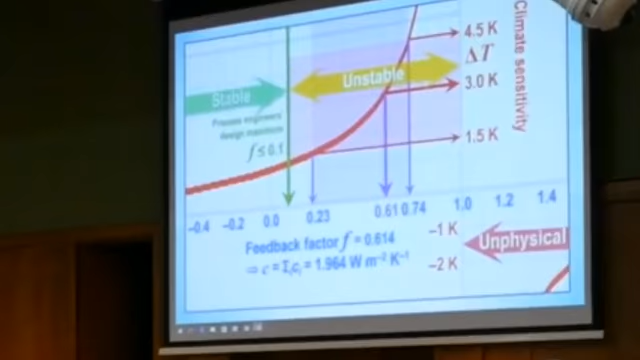 4.5 K
Climate sensitivity
ΔT
Stable
Unstable
3.0 K
Process engineers'
design maximum
f ≤ 0.1
1.5 K
-0.4 -0.2 0.0 0.23 0.61 0.74 1.0 1.2 1.4
Feedback factor f = 0.614
-1 K
Unphysical
⇒ c = Σᵢcᵢ = 1.964 W m⁻² K⁻¹
-2 K